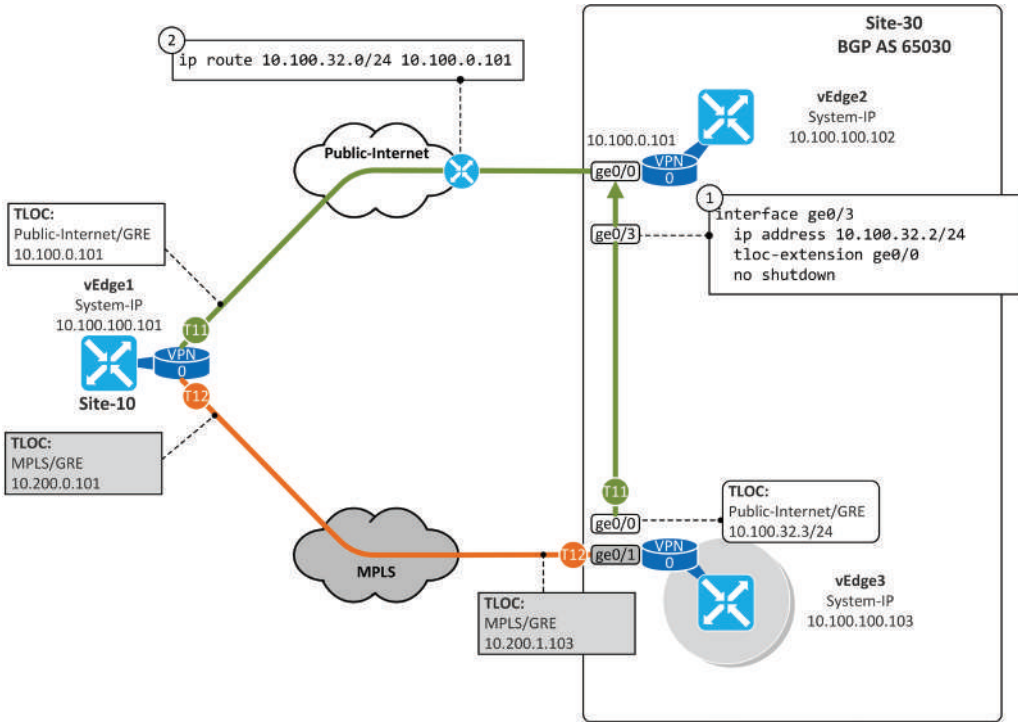 Site-30
BGP AS 65030
2
ip route 10.100.32.0/24 10.100.0.101
vEdge2
System-IP
10.100.100.102
10.100.0.101
Public-Internet
ge0/0
VPN
0
1
interface ge0/3
ip address 10.100.32.2/24
tloc-extension ge0/0
no shutdown
ge0/3
TLOC:
Public-Internet/GRE
10.100.0.101
vEdge1
System-IP
10.100.100.101
T11
VPN
0
T12
Site-10
TLOC:
MPLS/GRE
10.200.0.101
T11
ge0/0
TLOC:
Public-Internet/GRE
10.100.32.3/24
MPLS
T12
ge0/1
VPN
0
vEdge3
System-IP
10.100.100.103
TLOC:
MPLS/GRE
10.200.1.103